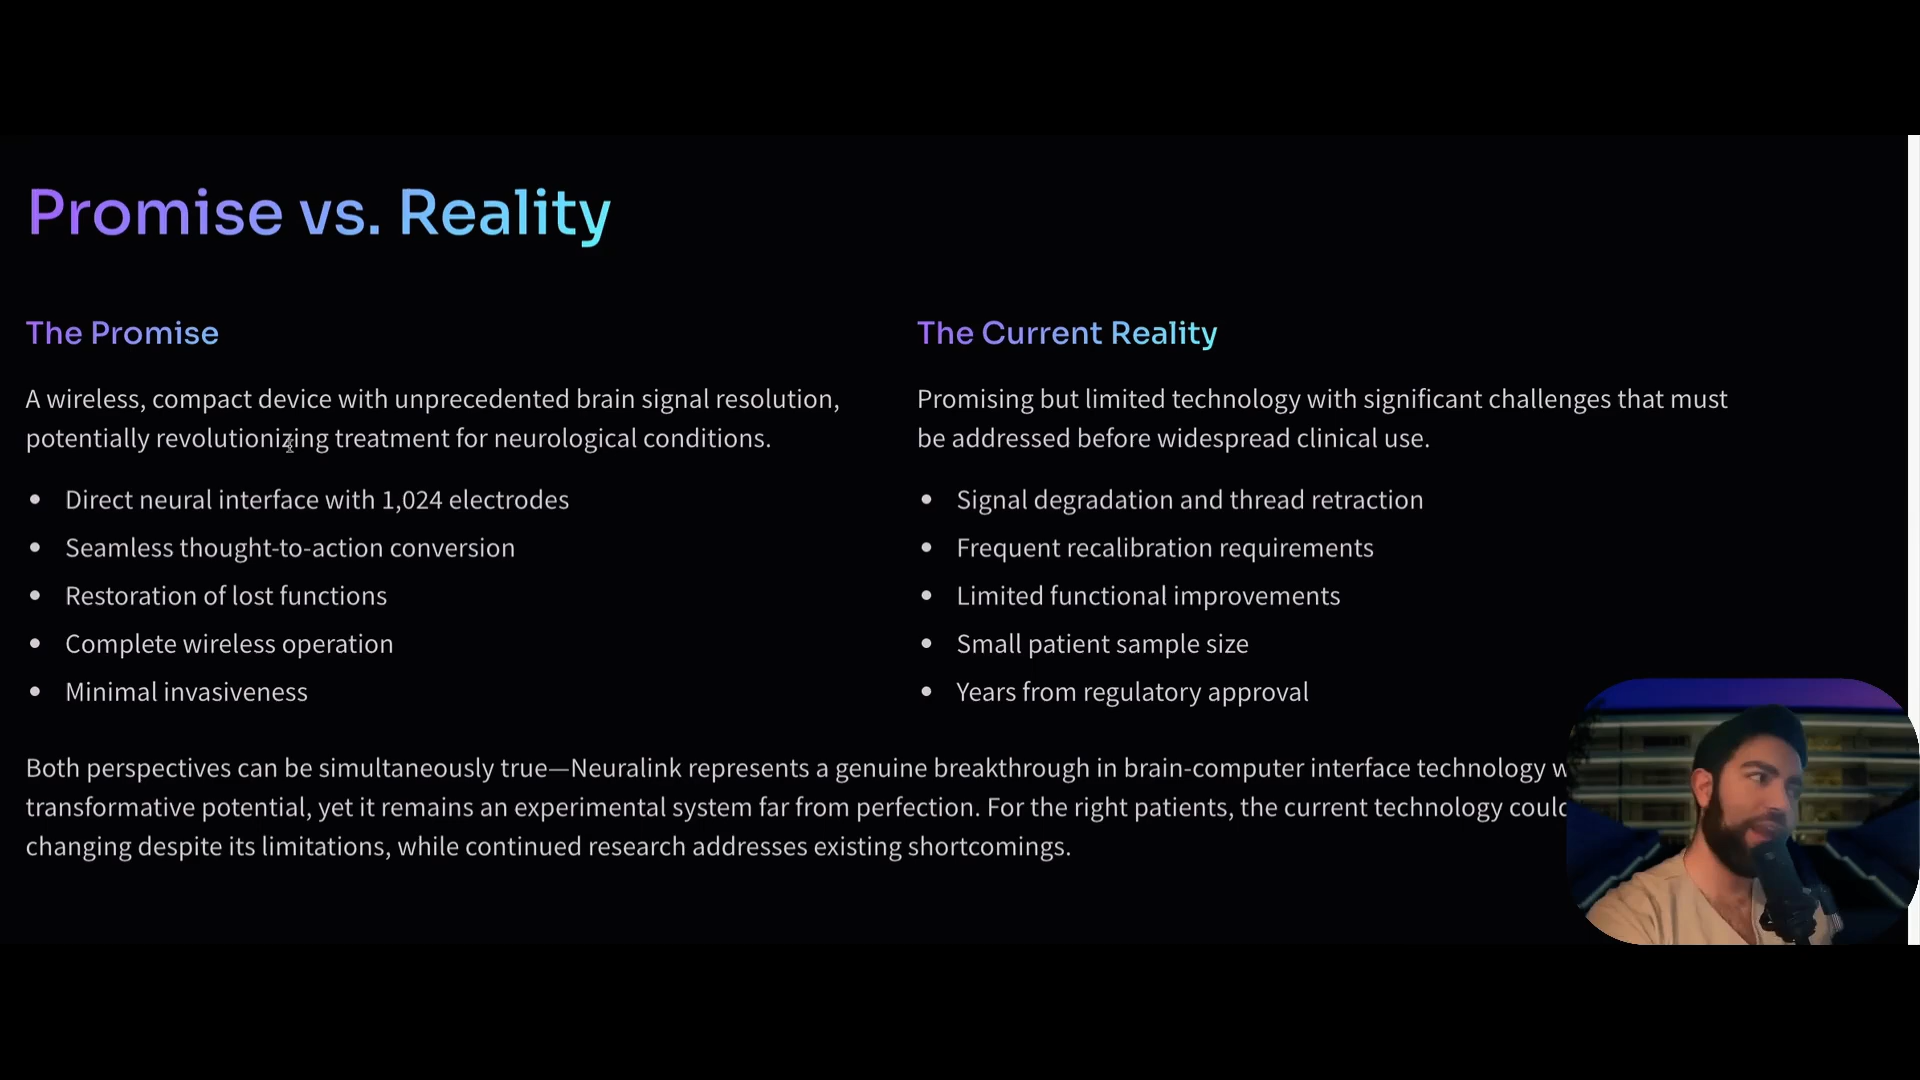 Promise vs. Reality
The Promise
A wireless, compact device with unprecedented brain signal resolution,
potentially revolutionizing treatment for neurological conditions.
• Direct neural interface with 1,024 electrodes
• Seamless thought-to-action conversion
• Restoration of lost functions
• Complete wireless operation
• Minimal invasiveness
The Current Reality
Promising but limited technology with significant challenges that must
be addressed before widespread clinical use.
• Signal degradation and thread retraction
• Frequent recalibration requirements
• Limited functional improvements
• Small patient sample size
• Years from regulatory approval
Both perspectives can be simultaneously true—Neuralink represents a genuine breakthrough in brain-computer interface technology
transformative potential, yet it remains an experimental system far from perfection. For the right patients, the current technology could
changing despite its limitations, while continued research addresses existing shortcomings.